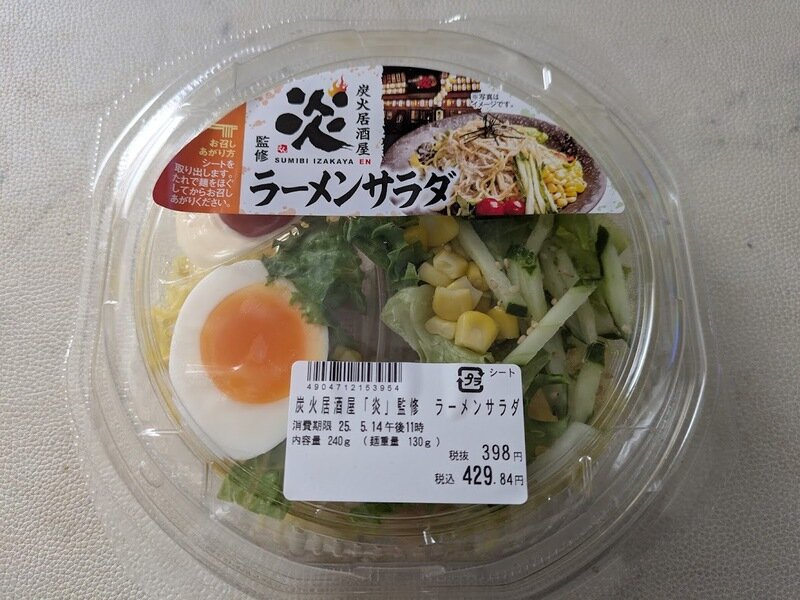 お召し
あがり方
シートを
取り出します。
たれで麺をほぐ
してからお召し
あがりください。
監修
炎
炭火居酒屋
SUMIBI IZAKAYA EN
ラーメンサラダ
※写真は
イメージです。
4904712153954
プラ シート
炭火居酒屋「炎」監修 ラーメンサラダ
消費期限 25. 5.14午後11時
内容量 240g (麺重量 130g)
税抜 398円
税込 429.84円